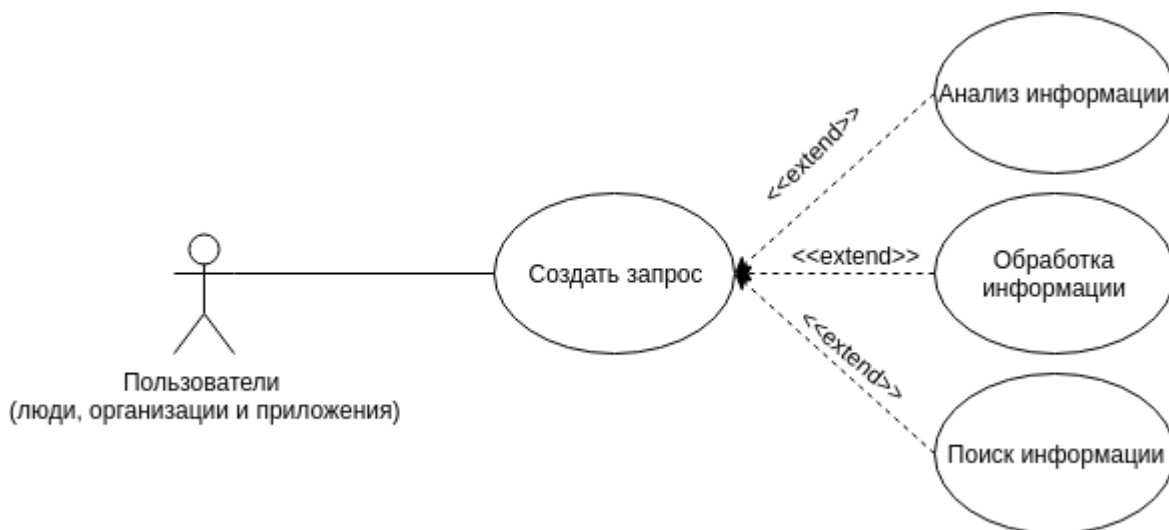 Анализ информации
<<extend>>
Создать запрос
<<extend>>
Обработка
информации
<<extend>>
Пользователи
(люди, организации и приложения)
Поиск информации